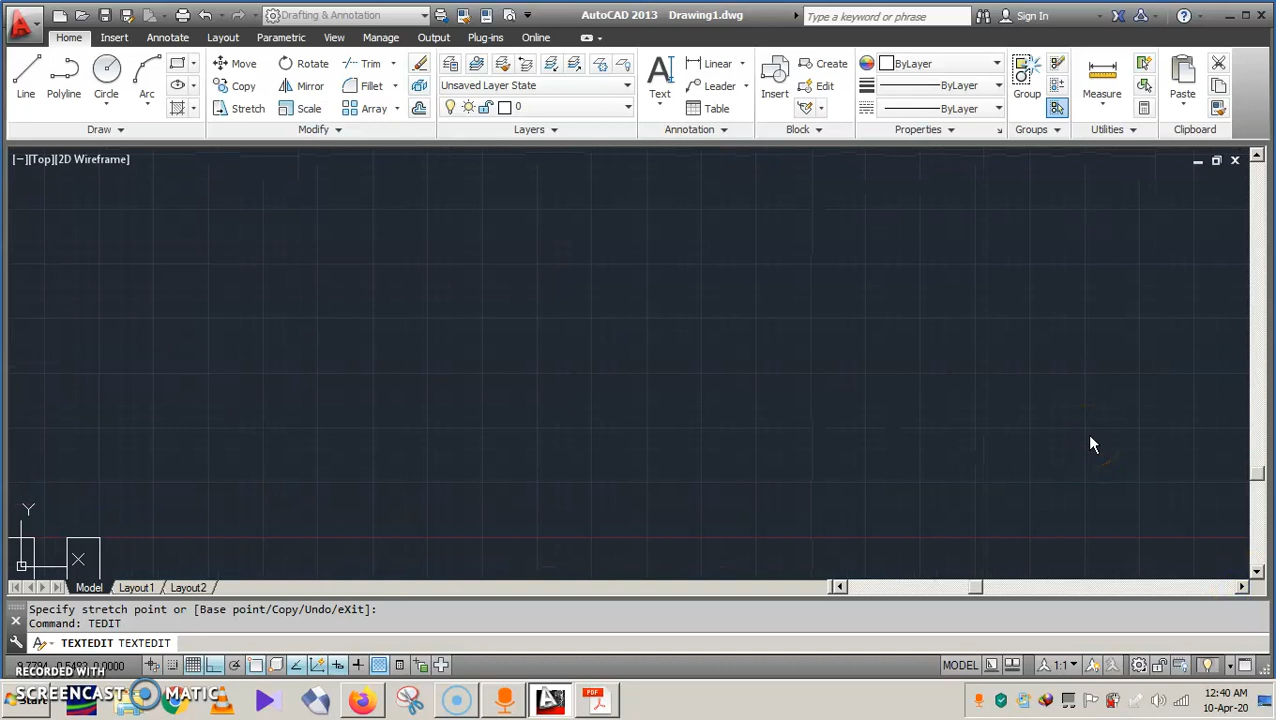 Drafting & Annotation
AutoCAD 2013 Drawing1.dwg
Type a keyword or phrase
Sign In
Home Insert Annotate Layout Parametric View Manage Output Plug-ins Online
Line Polyline Circle Arc
Move Rotate Trim
Copy Mirror Fillet
Stretch Scale Array
Unsaved Layer State
0
Text
Linear
Leader
Table
Insert
Create
Edit
ByLayer
ByLayer
ByLayer
Group
Measure
Paste
Draw Modify Layers Annotation Block Properties Groups Utilities Clipboard
[−][Top][2D Wireframe]
Y
X
Model Layout1 Layout2
Specify stretch point or [Base point/Copy/Undo/eXit]:
Command: TEDIT
TEXTEDIT TEXTEDIT
MODEL 1:1
RECORDED WITH
SCREENCAST MATIC
Start
PDF
12:40 AM
10-Apr-20